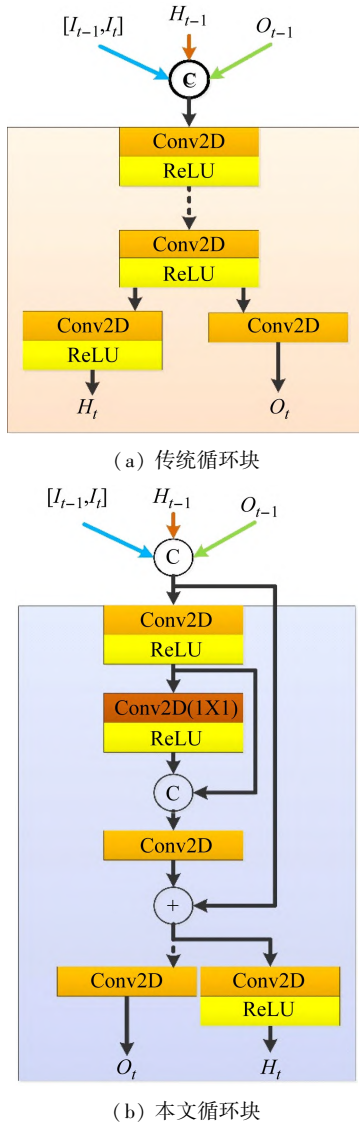 H_{t-1}
[I_{t-1},I_t]
O_{t-1}
C
Conv2D
ReLU
Conv2D
ReLU
Conv2D
ReLU
Conv2D
H_t
O_t
(a) 传统循环块
[I_{t-1},I_t]
H_{t-1}
O_{t-1}
C
Conv2D
ReLU
Conv2D(1X1)
ReLU
C
Conv2D
+
Conv2D
Conv2D
ReLU
O_t
H_t
(b) 本文循环块